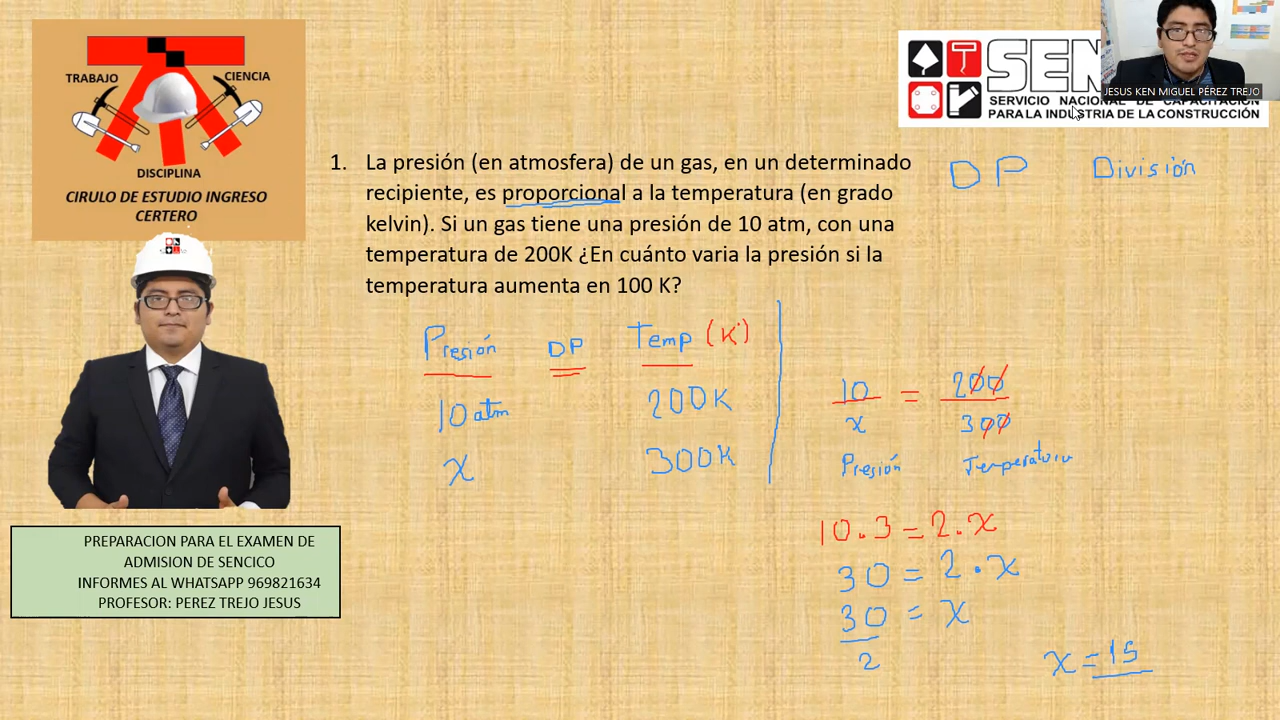 TRABAJO
CIENCIA
DISCIPLINA
CIRULO DE ESTUDIO INGRESO
CERTERO
SERVICIO NACIONAL DE CAPACITACIÓN
PARA LA INDUSTRIA DE LA CONSTRUCCIÓN
JESUS KEN MIGUEL PÉREZ TREJO
1. La presión (en atmosfera) de un gas, en un determinado
recipiente, es proporcional a la temperatura (en grado
kelvin). Si un gas tiene una presión de 10 atm, con una
temperatura de 200K ¿En cuánto varia la presión si la
temperatura aumenta en 100 K?
DP División
Presión DP Temp (K)
10 atm 200K
x 300K
10 = 200
x 300
Presión Temperatura
10.3 = 2.x
30 = 2.x
30 = x
2
x = 15
PREPARACION PARA EL EXAMEN DE
ADMISION DE SENCICO
INFORMES AL WHATSAPP 969821634
PROFESOR: PEREZ TREJO JESUS